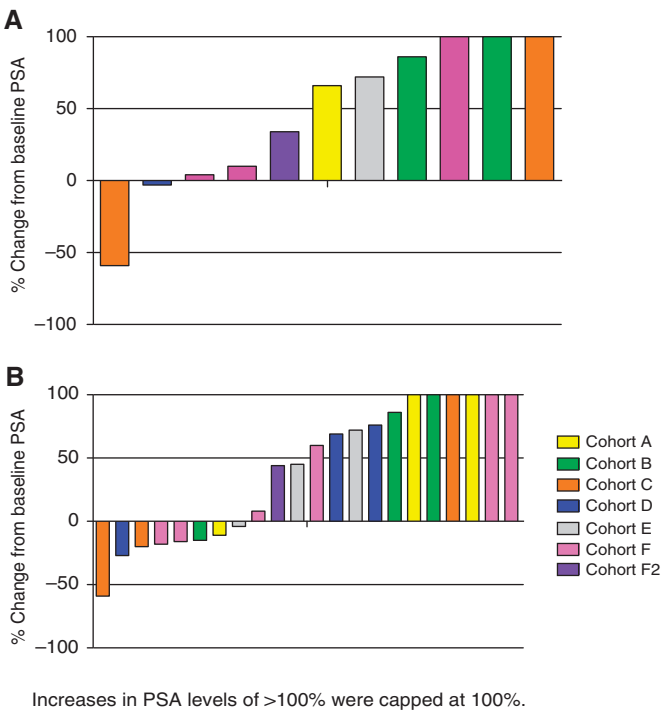 A
% Change from baseline PSA
100
50
0
−50
−100
B
% Change from baseline PSA
100
50
0
−50
−100
Cohort A
Cohort B
Cohort C
Cohort D
Cohort E
Cohort F
Cohort F2
Increases in PSA levels of >100% were capped at 100%.